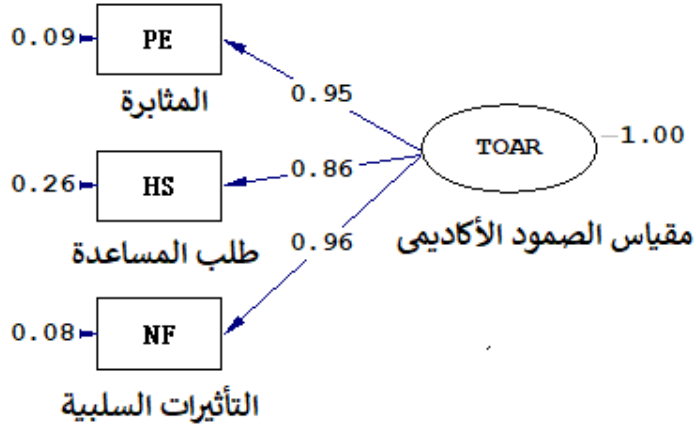 0.09
PE
المثابرة
0.95
TOAR
1.00
0.26
HS
0.86
طلب المساعدة
مقياس الصمود الأكاديمى
0.96
0.08
NF
التأثيرات السلبية